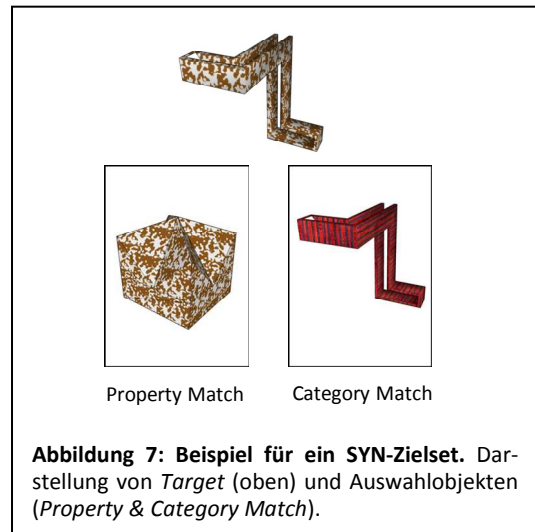 Property Match
Category Match
Abbildung 7: Beispiel für ein SYN-Zielset. Dar-
stellung von Target (oben) und Auswahlobjekten
(Property & Category Match).